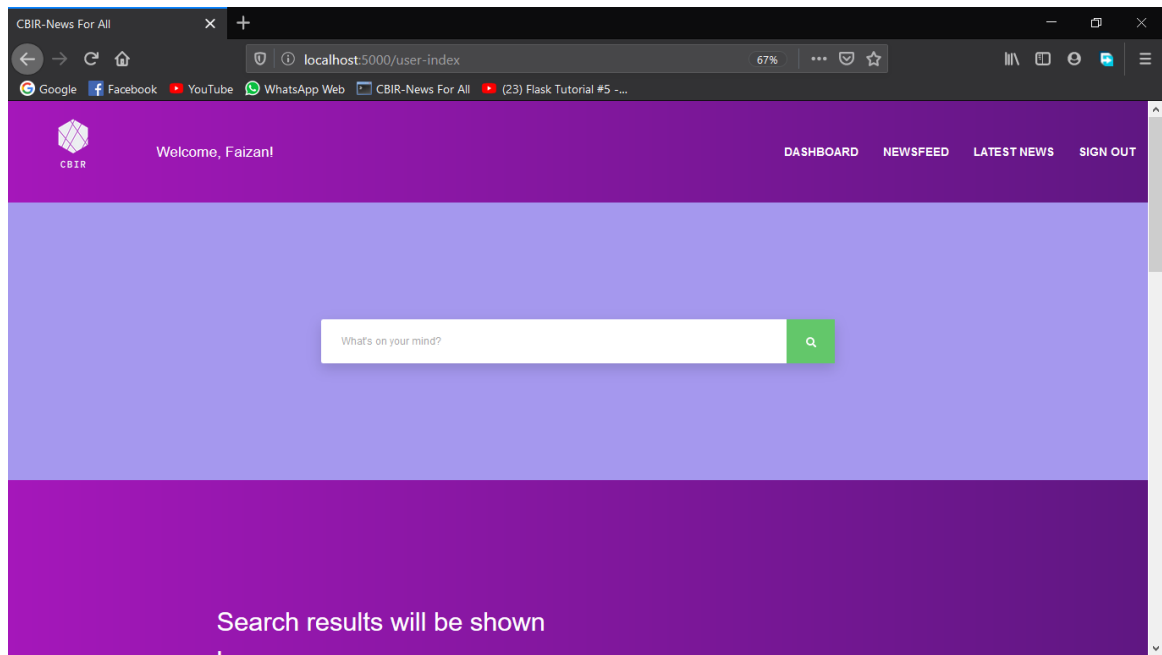 CBIR-News For All
localhost:5000/user-index 67%
Google Facebook YouTube WhatsApp Web CBIR-News For All (23) Flask Tutorial #5 -...
CBIR
Welcome, Faizan!
DASHBOARD NEWSFEED LATEST NEWS SIGN OUT
What's on your mind?
Search results will be shown